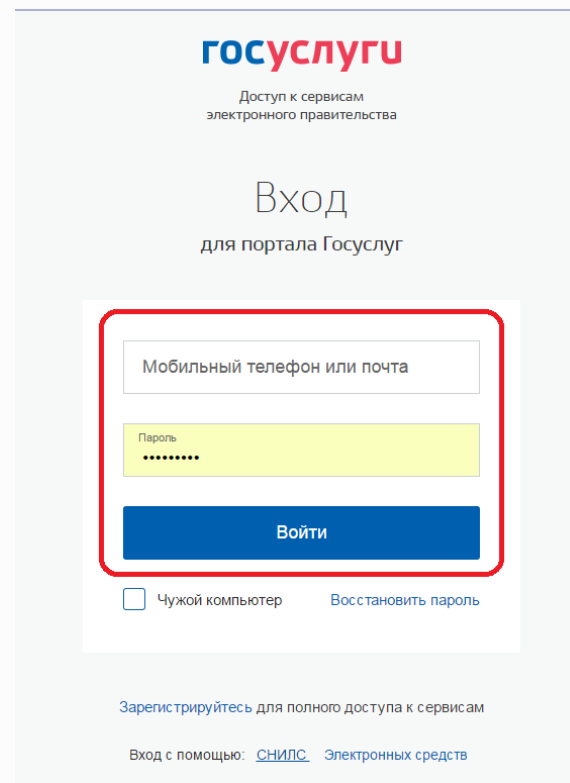 госуслуги
Доступ к сервисам
электронного правительства
Вход
для портала Госуслуг
Мобильный телефон или почта
Пароль
•••••••••
Войти
Чужой компьютер Восстановить пароль
Зарегистрируйтесь для полного доступа к сервисам
Вход с помощью: СНИЛС Электронных средств